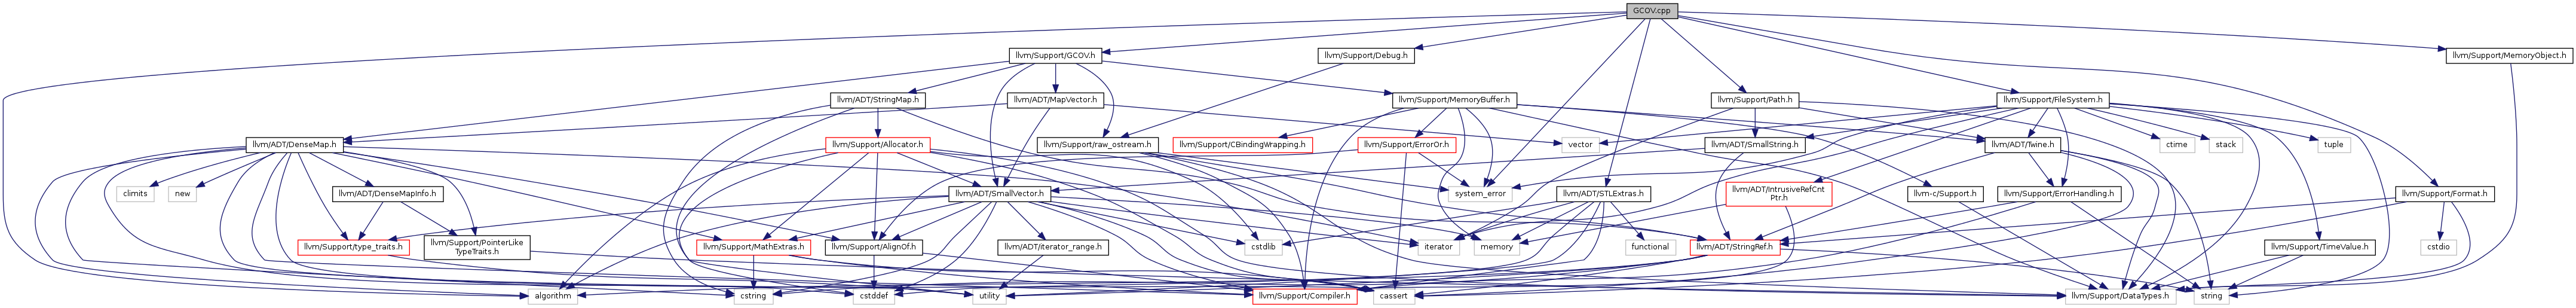 GCOV.cpp
llvm/Support/GCOV.h
llvm/Support/Debug.h
llvm/Support/MemoryObject.h
llvm/ADT/StringMap.h
llvm/ADT/MapVector.h
llvm/Support/MemoryBuffer.h
llvm/Support/Path.h
llvm/Support/FileSystem.h
llvm/ADT/DenseMap.h
llvm/Support/Allocator.h
llvm/Support/raw_ostream.h
llvm/Support/CBindingWrapping.h
llvm/Support/ErrorOr.h
vector
llvm/ADT/SmallString.h
llvm/ADT/Twine.h
ctime
stack
tuple
climits
new
llvm/ADT/DenseMapInfo.h
llvm/ADT/SmallVector.h
system_error
llvm/ADT/STLExtras.h
llvm/ADT/IntrusiveRefCnt
Ptr.h
llvm-c/Support.h
llvm/Support/ErrorHandling.h
llvm/Support/Format.h
llvm/Support/type_traits.h
llvm/Support/PointerLike
TypeTraits.h
llvm/Support/MathExtras.h
llvm/Support/AlignOf.h
llvm/ADT/iterator_range.h
cstdlib
iterator
memory
functional
llvm/ADT/StringRef.h
llvm/Support/TimeValue.h
cstdio
algorithm
cstring
cstddef
utility
llvm/Support/Compiler.h
cassert
llvm/Support/DataTypes.h
string